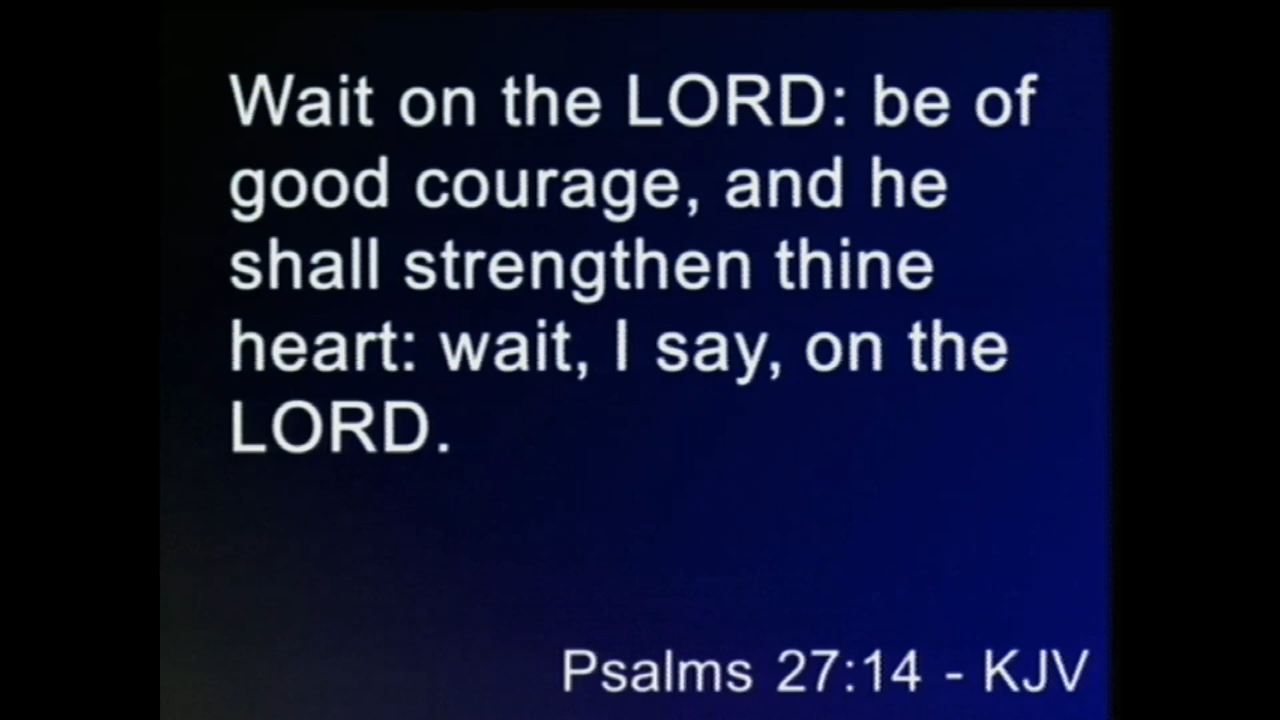 Wait on the LORD: be of
good courage, and he
shall strengthen thine
heart: wait, I say, on the
LORD.
Psalms 27:14 - KJV